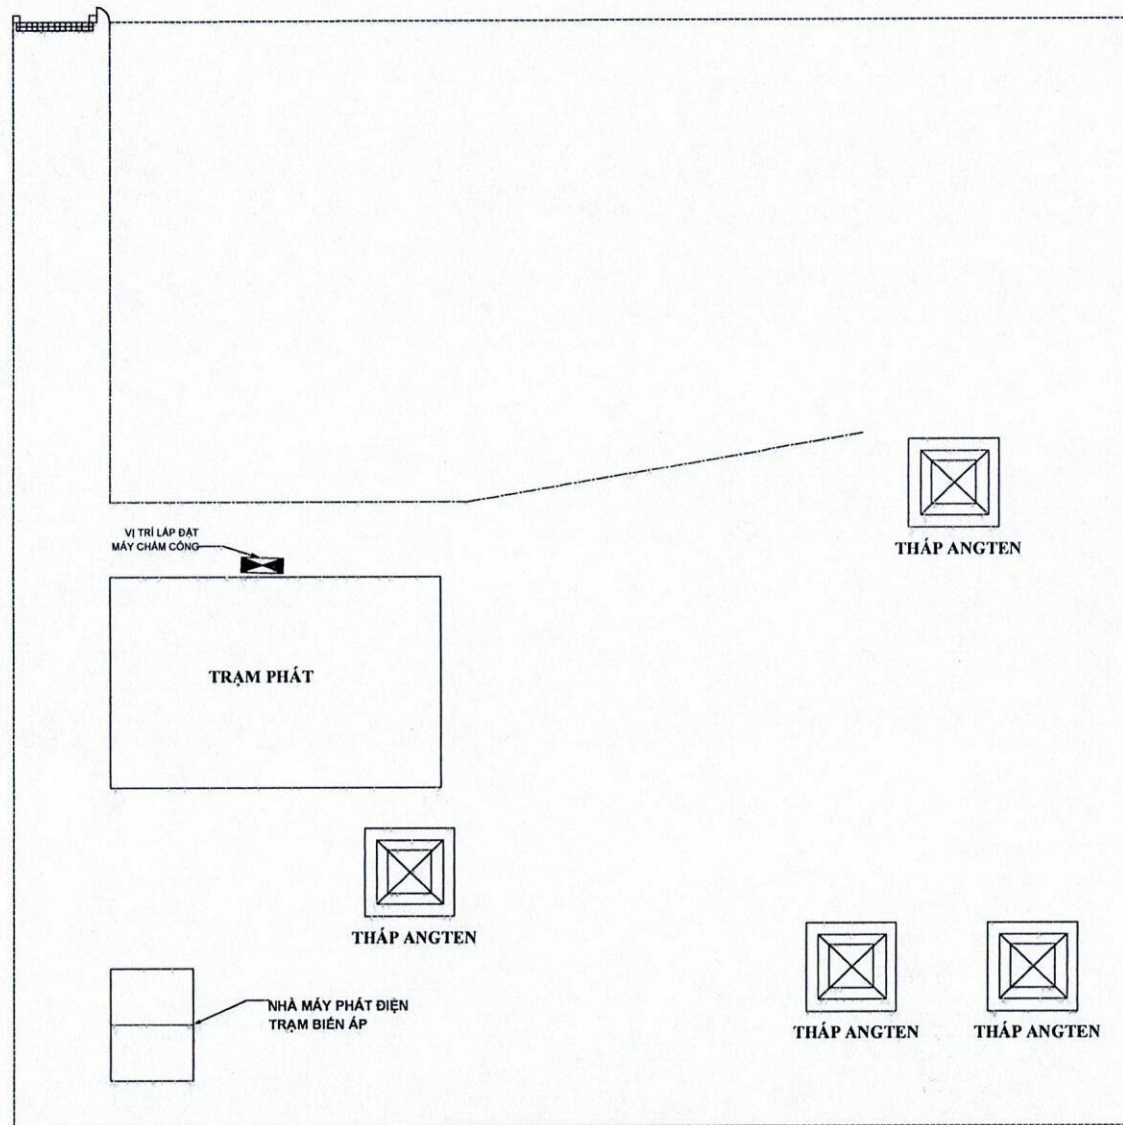 VỊ TRÍ LẮP ĐẶT
MÁY CHẤM CÔNG
THÁP ANGTEN
TRẠM PHÁT
THÁP ANGTEN
NHÀ MÁY PHÁT ĐIỆN
TRẠM BIẾN ÁP
THÁP ANGTEN
THÁP ANGTEN